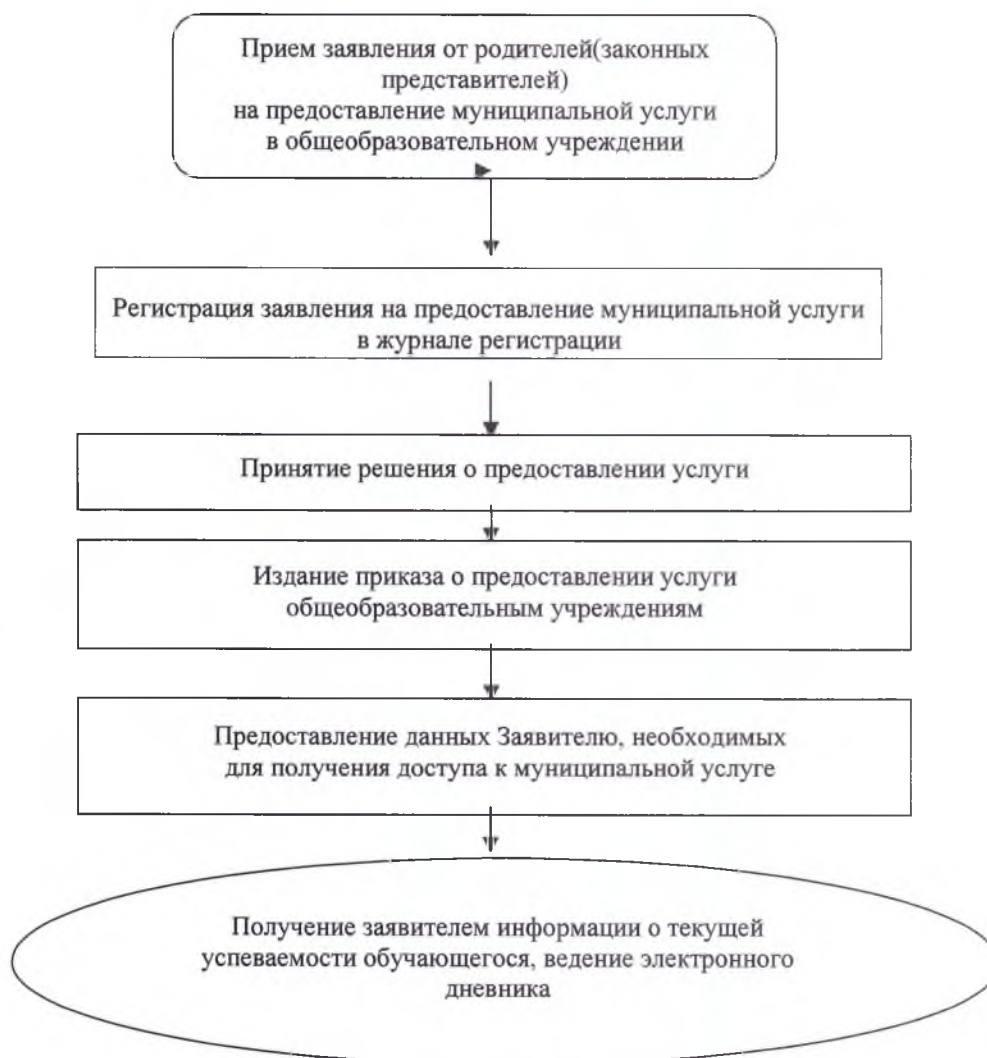 Прием заявления от родителей(законных
представителей)
на предоставление муниципальной услуги
в общеобразовательном учреждении
Регистрация заявления на предоставление муниципальной услуги
в журнале регистрации
Принятие решения о предоставлении услуги
Издание приказа о предоставлении услуги
общеобразовательным учреждениям
Предоставление данных Заявителю, необходимых
для получения доступа к муниципальной услуге
Получение заявителем информации о текущей
успеваемости обучающегося, ведение электронного
дневника